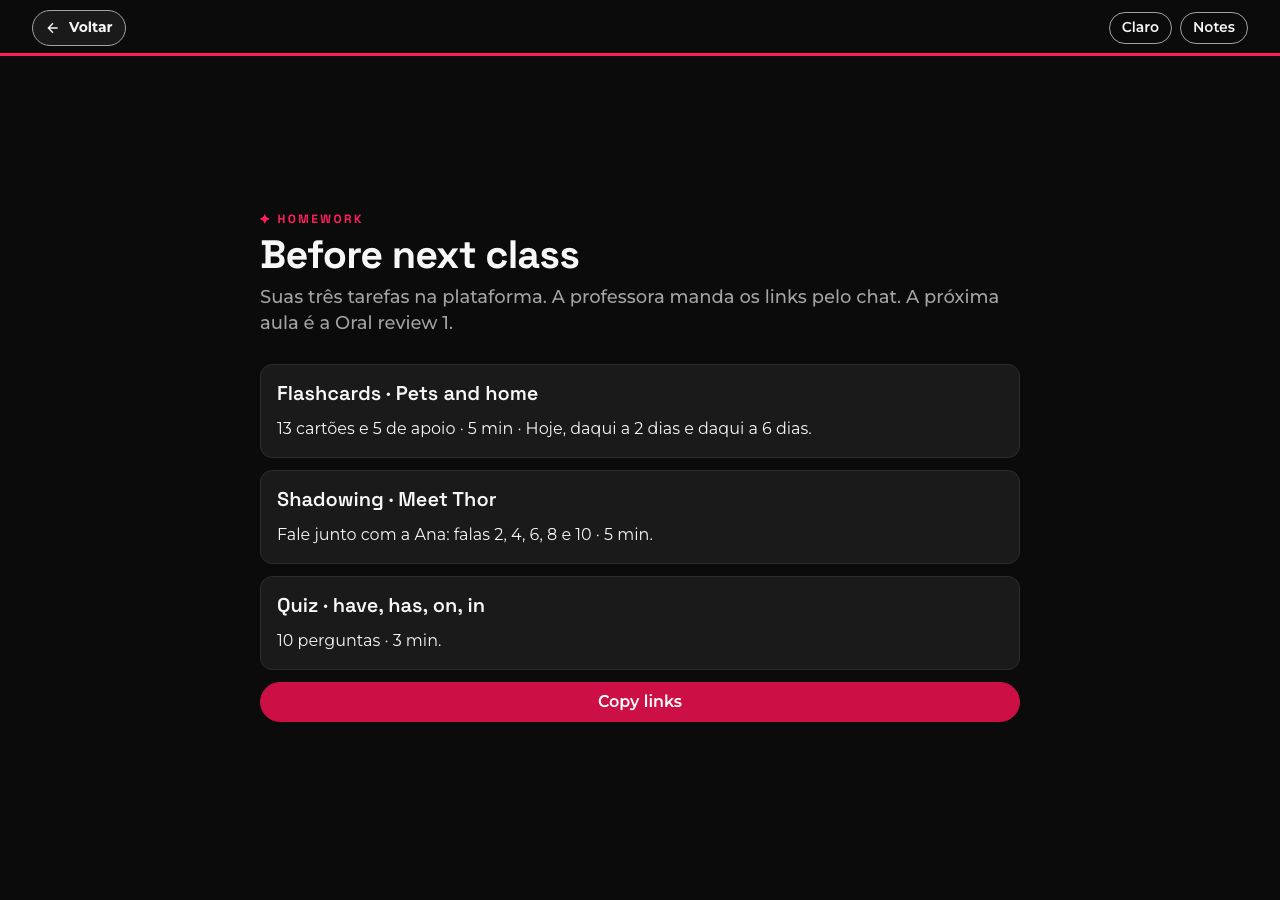 ← Voltar
Claro
Notes
✦ HOMEWORK
Before next class
Suas três tarefas na plataforma. A professora manda os links pelo chat. A próxima
aula é a Oral review 1.
Flashcards · Pets and home
13 cartões e 5 de apoio · 5 min · Hoje, daqui a 2 dias e daqui a 6 dias.
Shadowing · Meet Thor
Fale junto com a Ana: falas 2, 4, 6, 8 e 10 · 5 min.
Quiz · have, has, on, in
10 perguntas · 3 min.
Copy links